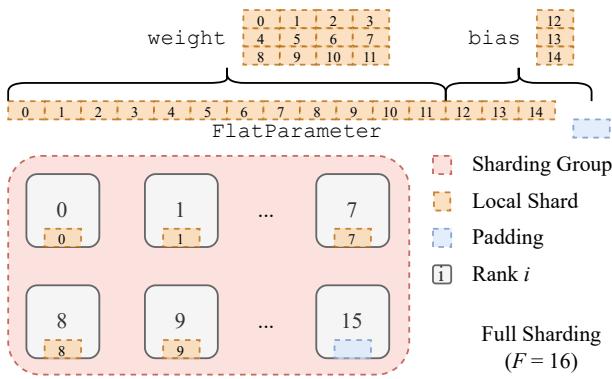 0 1 2 3
weight 4 5 6 7
8 9 10 11
12
bias 13
14
0 1 2 3 4 5 6 7 8 9 10 11 12 13 14
FlatParameter
0 1 ... 7
0 1 7
8 9 ... 15
8 9
Sharding Group
Local Shard
Padding
i Rank i
Full Sharding
(F = 16)